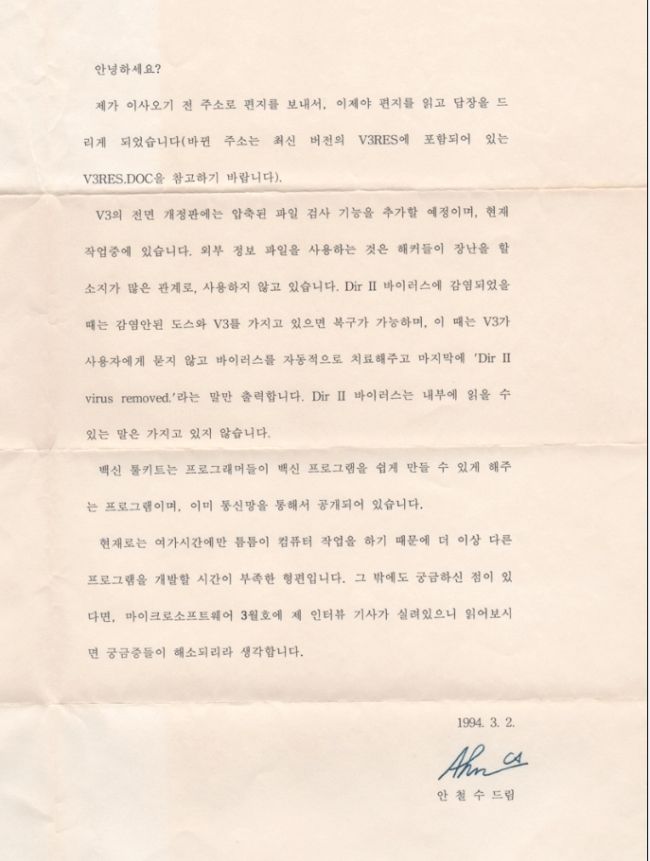 안녕하세요?
제가 이사오기 전 주소로 편지를 보내서, 이제야 편지를 읽고 답장을 드
리게 되었습니다(바뀐 주소는 최신 버전의 V3RES에 포함되어 있는
V3RES.DOC을 참고하기 바랍니다).
V3의 전면 개정판에는 압축된 파일 검사 기능을 추가할 예정이며, 현재
작업중에 있습니다. 외부 정보 파일을 사용하는 것은 해커들이 장난을 할
소지가 많은 관계로, 사용하지 않고 있습니다. Dir II 바이러스에 감염되었을
때는 감염안된 도스와 V3를 가지고 있으면 복구가 가능하며, 이 때는 V3가
사용자에게 묻지 않고 바이러스를 자동적으로 치료해주고 마지막에 'Dir II
virus removed.'라는 말만 출력합니다. Dir II 바이러스는 내부에 읽을 수
있는 말은 가지고 있지 않습니다.
백신 툴키트는 프로그래머들이 백신 프로그램을 쉽게 만들 수 있게 해주
는 프로그램이며, 이미 통신망을 통해서 공개되어 있습니다.
현재로는 여가시간에만 틈틈이 컴퓨터 작업을 하기 때문에 더 이상 다른
프로그램을 개발할 시간이 부족한 형편입니다. 그 밖에도 궁금하신 점이 있
다면, 마이크로소프트웨어 3월호에 제 인터뷰 기사가 실려있으니 읽어보시
면 궁금중들이 해소되리라 생각합니다.
1994. 3. 2.
Ahn CS
안 철 수 드림